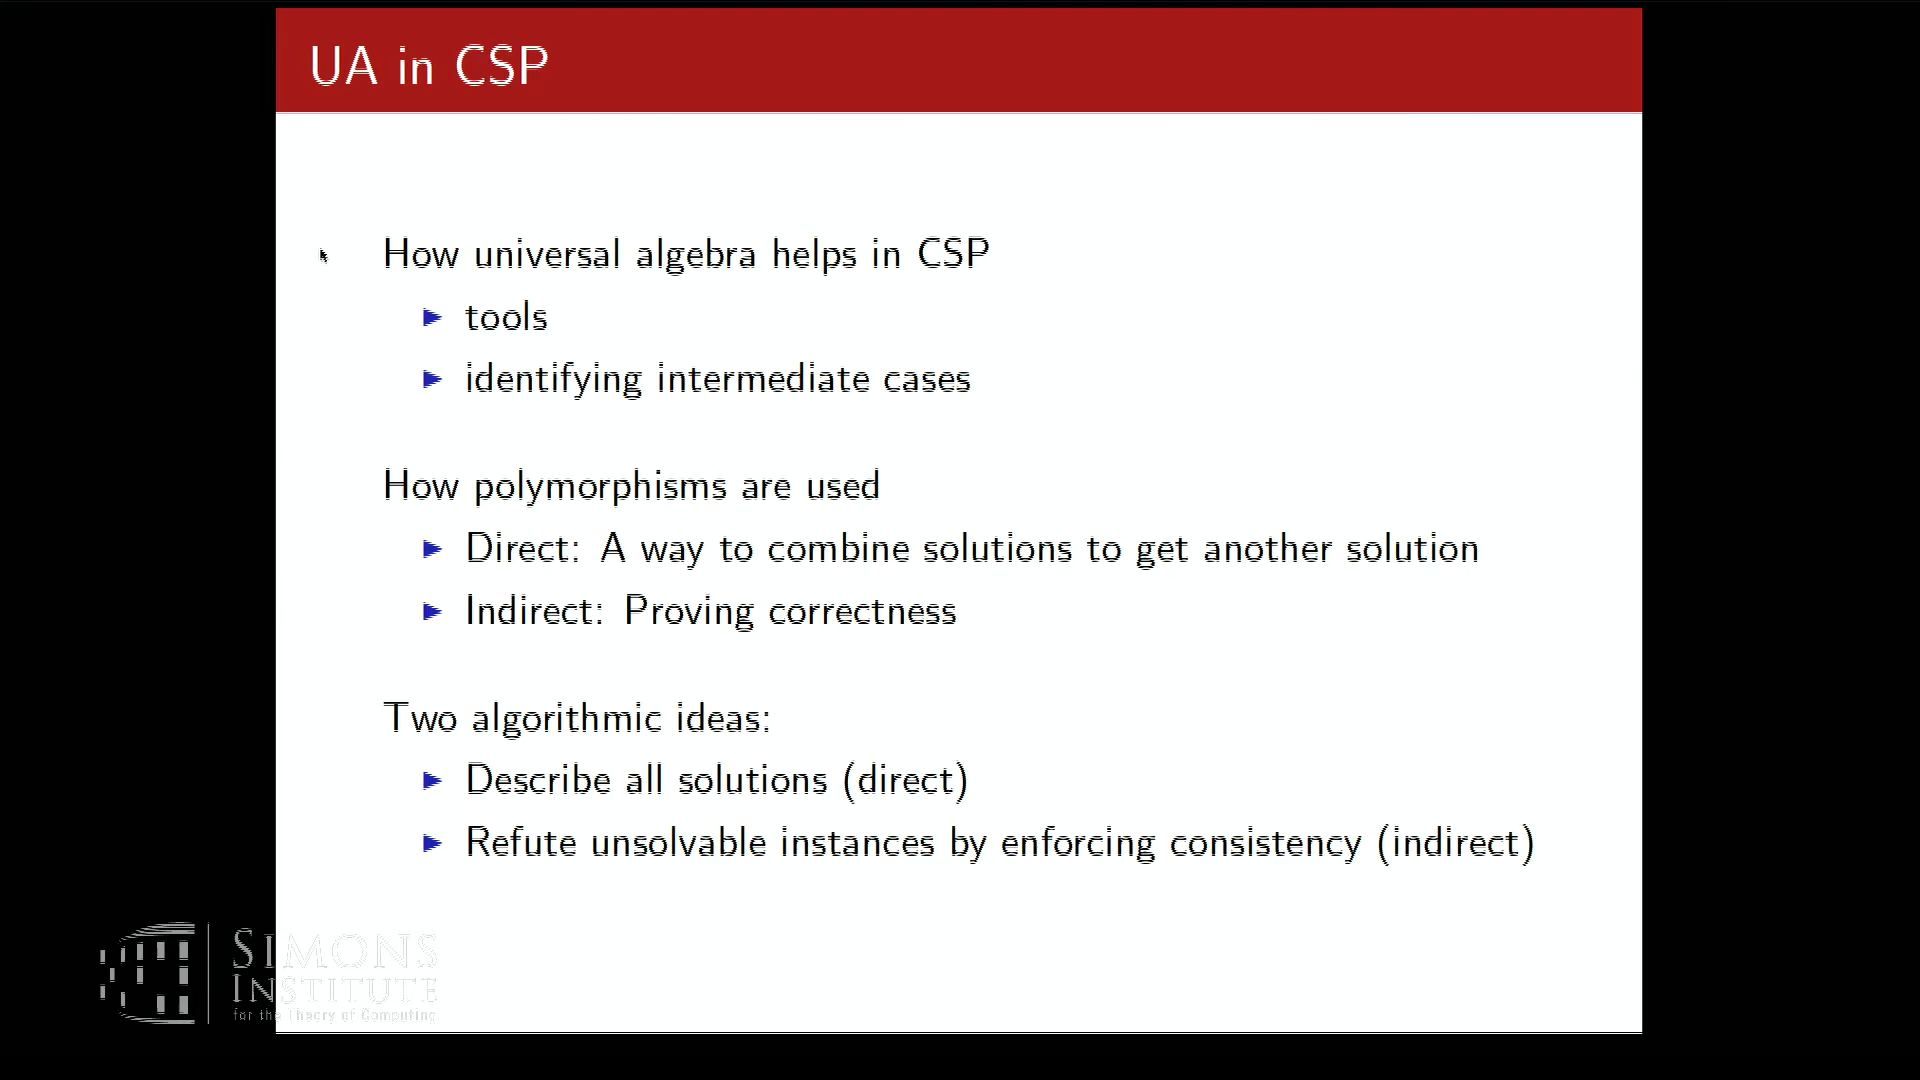 UA in CSP
How universal algebra helps in CSP
tools
identifying intermediate cases
How polymorphisms are used
Direct: A way to combine solutions to get another solution
Indirect: Proving correctness
Two algorithmic ideas:
Describe all solutions (direct)
Refute unsolvable instances by enforcing consistency (indirect)
SIMONS
INSTITUTE
for the Theory of Computing